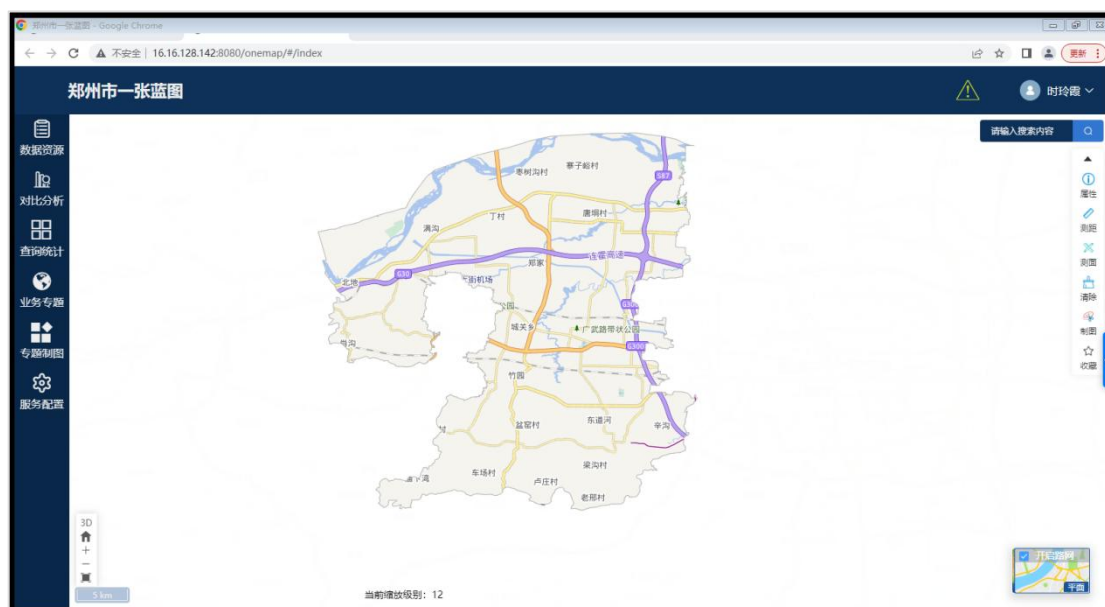 郑州市一张蓝图 - Google Chrome
不安全 | 16.16.128.142:8080/onemap/#/index
更新
郑州市一张蓝图
时玲霞
数据资源
对比分析
查询统计
业务专题
专题制图
服务配置
请输入搜索内容
属性
测距
测面
清除
制图
收藏
枣树沟村
寨子峪村
S87
丁村
唐垌村
满沟
连霍高速
郑家
G30
北地
街机场
公园
城关乡
广武路带状公园
G300
竹园
盆窑村
东道河
辛沟
车场村
梁沟村
卢庄村
老邢村
3D
+
−
5 km
当前缩放级别：12
开启路网
平面